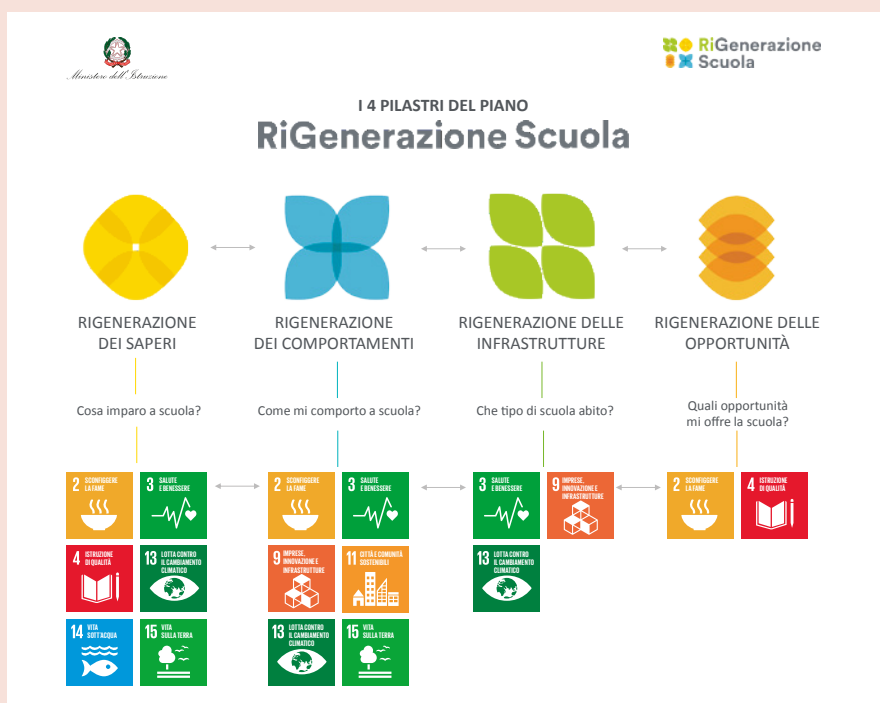 Ministero dell'Istruzione
RiGenerazione
Scuola
I 4 PILASTRI DEL PIANO
RiGenerazione Scuola
RIGENERAZIONE
DEI SAPERI
RIGENERAZIONE
DEI COMPORTAMENTI
RIGENERAZIONE DELLE
INFRASTRUTTURE
RIGENERAZIONE DELLE
OPPORTUNITÀ
Cosa imparo a scuola?
Come mi comporto a scuola?
Che tipo di scuola abito?
Quali opportunità
mi offre la scuola?
2 SCONFIGGERE
LA FAME
3 SALUTE
E BENESSERE
4 ISTRUZIONE
DI QUALITÀ
13 LOTTA CONTRO
IL CAMBIAMENTO
CLIMATICO
14 VITA
SOTT'ACQUA
15 VITA
SULLA TERRA
2 SCONFIGGERE
LA FAME
3 SALUTE
E BENESSERE
9 IMPRESE,
INNOVAZIONE E
INFRASTRUTTURE
11 CITTÀ E COMUNITÀ
SOSTENIBILI
13 LOTTA CONTRO
IL CAMBIAMENTO
CLIMATICO
15 VITA
SULLA TERRA
3 SALUTE
E BENESSERE
9 IMPRESE,
INNOVAZIONE E
INFRASTRUTTURE
13 LOTTA CONTRO
IL CAMBIAMENTO
CLIMATICO
2 SCONFIGGERE
LA FAME
4 ISTRUZIONE
DI QUALITÀ